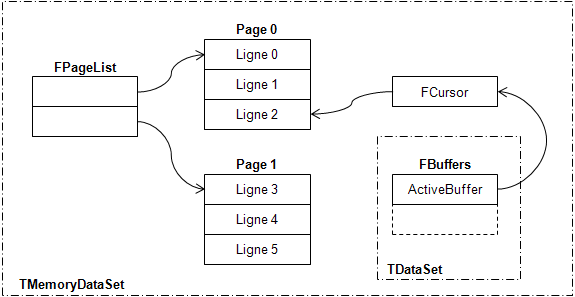 Page 0
FPageList
Ligne 0
Ligne 1
Ligne 2
FCursor
Page 1
Ligne 3
Ligne 4
Ligne 5
FBuffers
ActiveBuffer
TDataSet
TMemoryDataSet